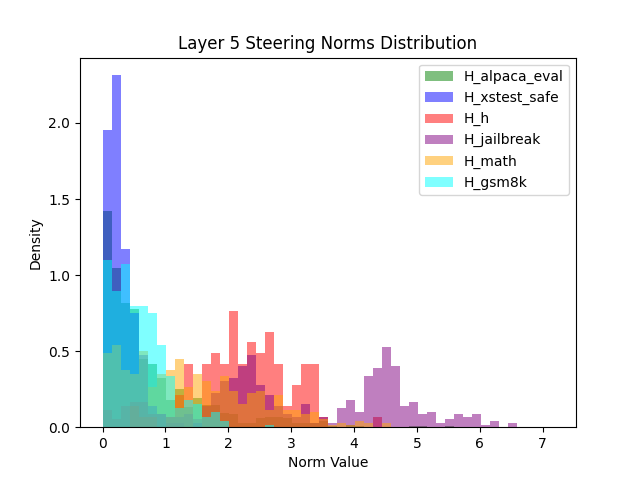 Layer 5 Steering Norms Distribution
H_alpaca_eval
H_xstest_safe
H_h
H_jailbreak
H_math
H_gsm8k
Density
2.0
1.5
1.0
0.5
0.0
0 1 2 3 4 5 6 7
Norm Value